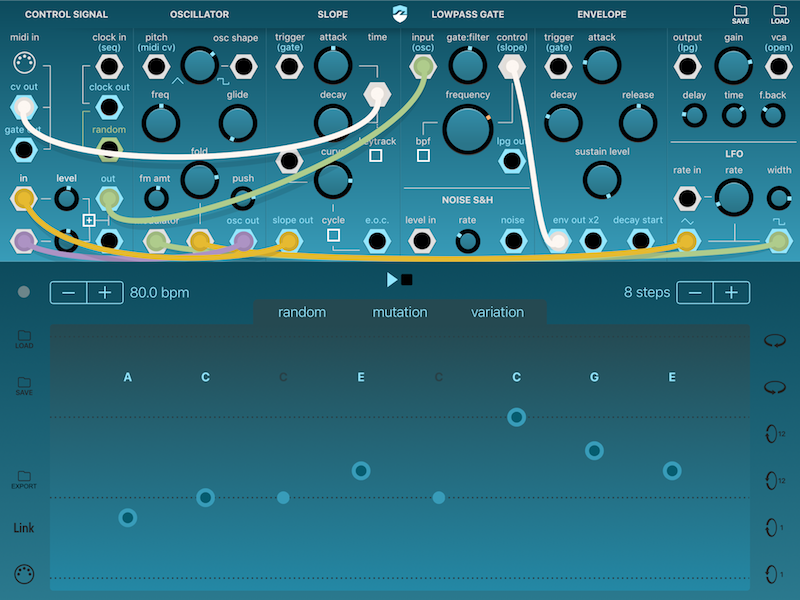 CONTROL SIGNAL
OSCILLATOR
SLOPE
LOWPASS GATE
ENVELOPE
SAVE
LOAD
midi in
clock in
(seq)
pitch
(midi cv)
osc shape
trigger
(gate)
attack
time
input
(osc)
gate:filter
control
(slope)
trigger
(gate)
attack
output
(lpg)
gain
vca
(open)
cv out
clock out
freq
glide
decay
frequency
decay
release
delay
time
f.back
gate out
random
fold
curve
keytrack
bpf
lpg out
sustain level
LFO
in
level
out
fm amt
push
rate in
rate
width
NOISE S&H
modulator
osc out
slope out
cycle
e.o.c.
level in
rate
noise
env out x2
decay start
80.0 bpm
8 steps
random
mutation
variation
LOAD
SAVE
A
C
C
E
C
C
G
E
12
12
EXPORT
Link
1
1